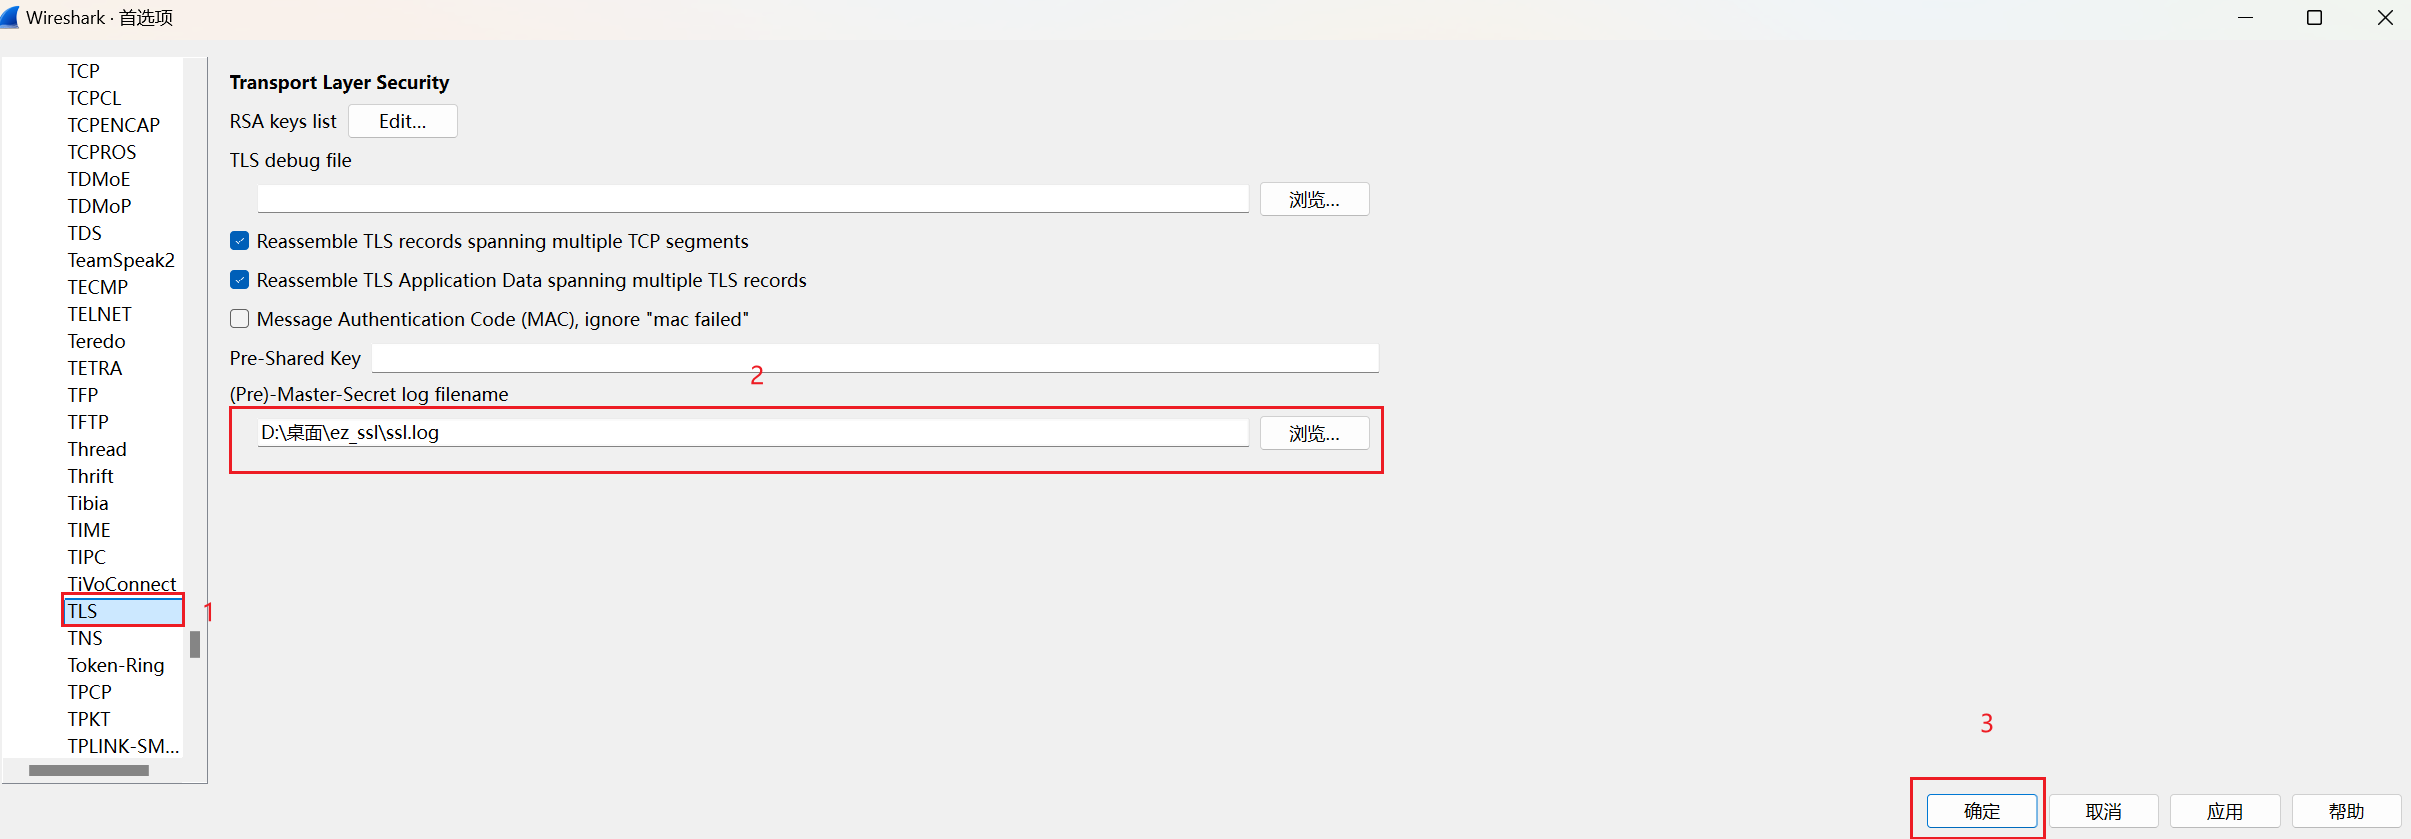 Wireshark · 首选项
TCP
TCPCL
TCPENCAP
TCPROS
TDMoE
TDMoP
TDS
TeamSpeak2
TECMP
TELNET
Teredo
TETRA
TFP
TFTP
Thread
Thrift
Tibia
TIME
TIPC
TiVoConnect
TLS
1
TNS
Token-Ring
TPCP
TPKT
TPLINK-SM...
Transport Layer Security
RSA keys list Edit...
TLS debug file
浏览...
Reassemble TLS records spanning multiple TCP segments
Reassemble TLS Application Data spanning multiple TLS records
Message Authentication Code (MAC), ignore "mac failed"
Pre-Shared Key
2
(Pre)-Master-Secret log filename
D:\桌面\ez_ssl\ssl.log 浏览...
3
确定 取消 应用 帮助